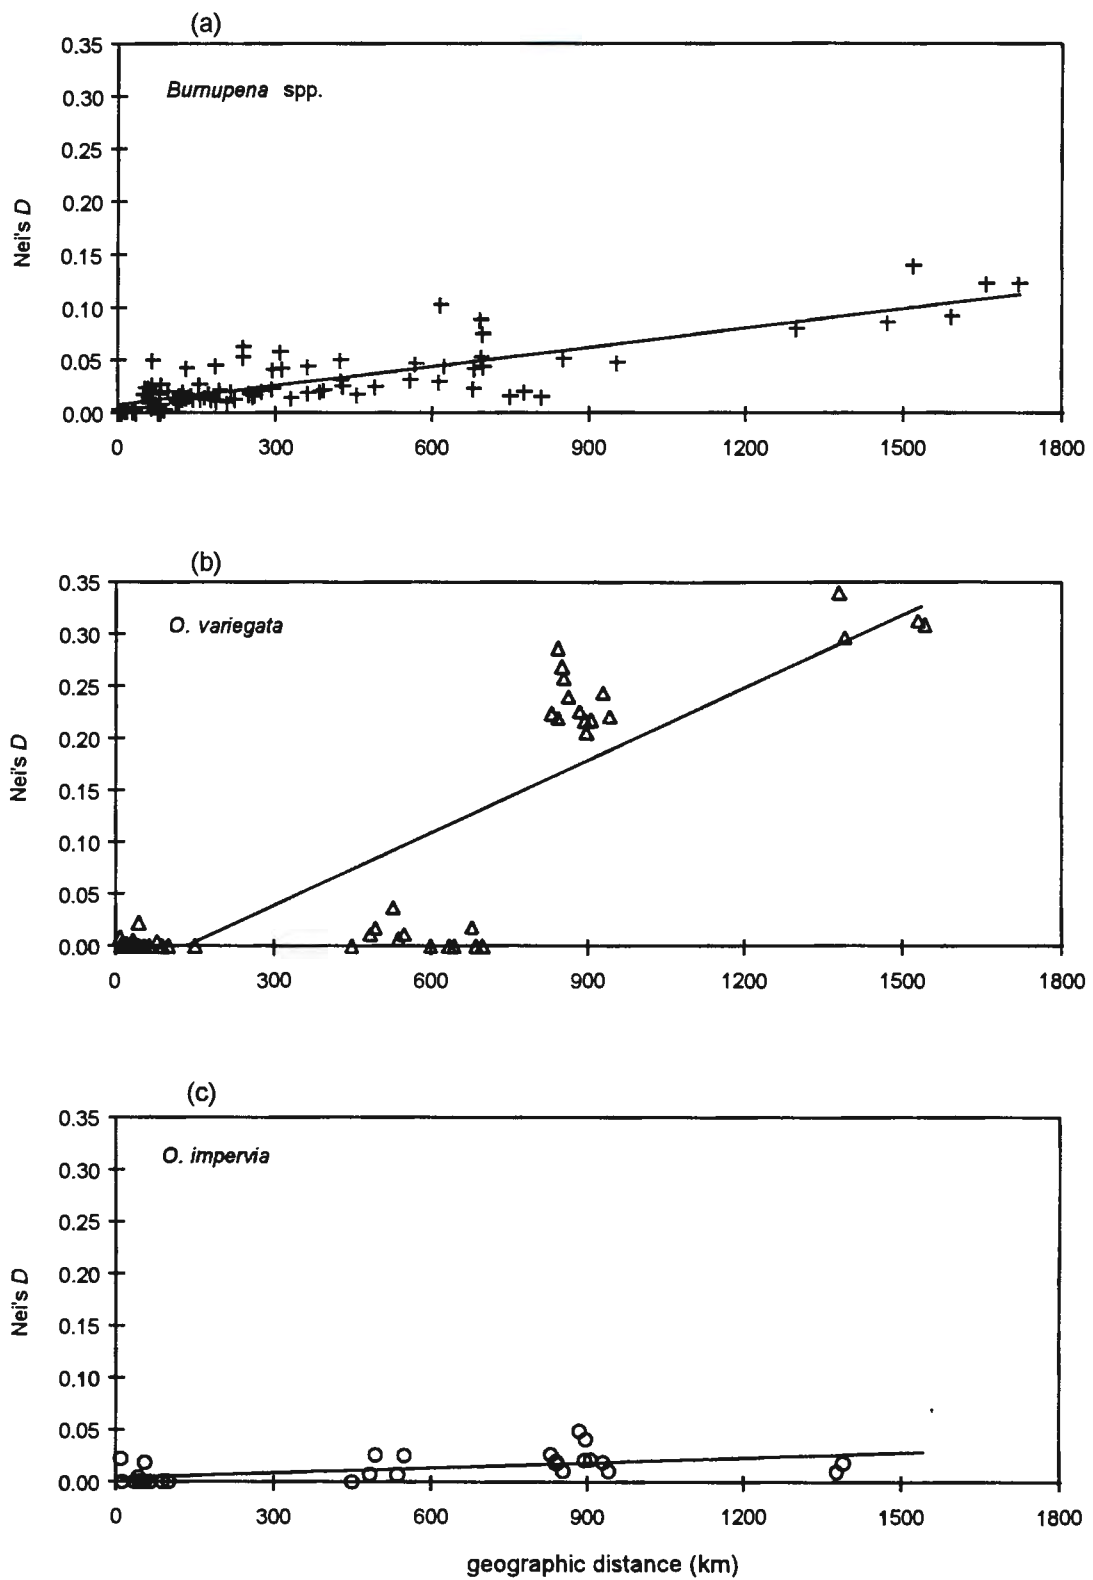 (a)
0.35
0.30
0.25
0.20
0.15
0.10
0.05
0.00
Nei's D
Burnupena spp.
0 300 600 900 1200 1500 1800
(b)
0.35
0.30
0.25
0.20
0.15
0.10
0.05
0.00
Nei's D
O. variegata
0 300 600 900 1200 1500 1800
(c)
0.35
0.30
0.25
0.20
0.15
0.10
0.05
0.00
Nei's D
O. impervia
0 300 600 900 1200 1500 1800
geographic distance (km)